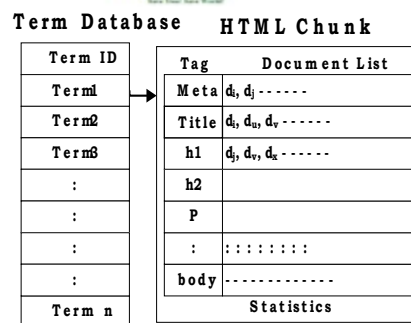 Term Database HTML Chunk
Term ID Tag Document List
Term1 Meta dᵢ, dⱼ ------
Term2 Title dᵢ, dᵤ, dᵥ ------
Term3 h1 dⱼ, dᵥ, dₓ ------
: h2
: P
: : : : : : : : : :
: body -------------
Term n Statistics